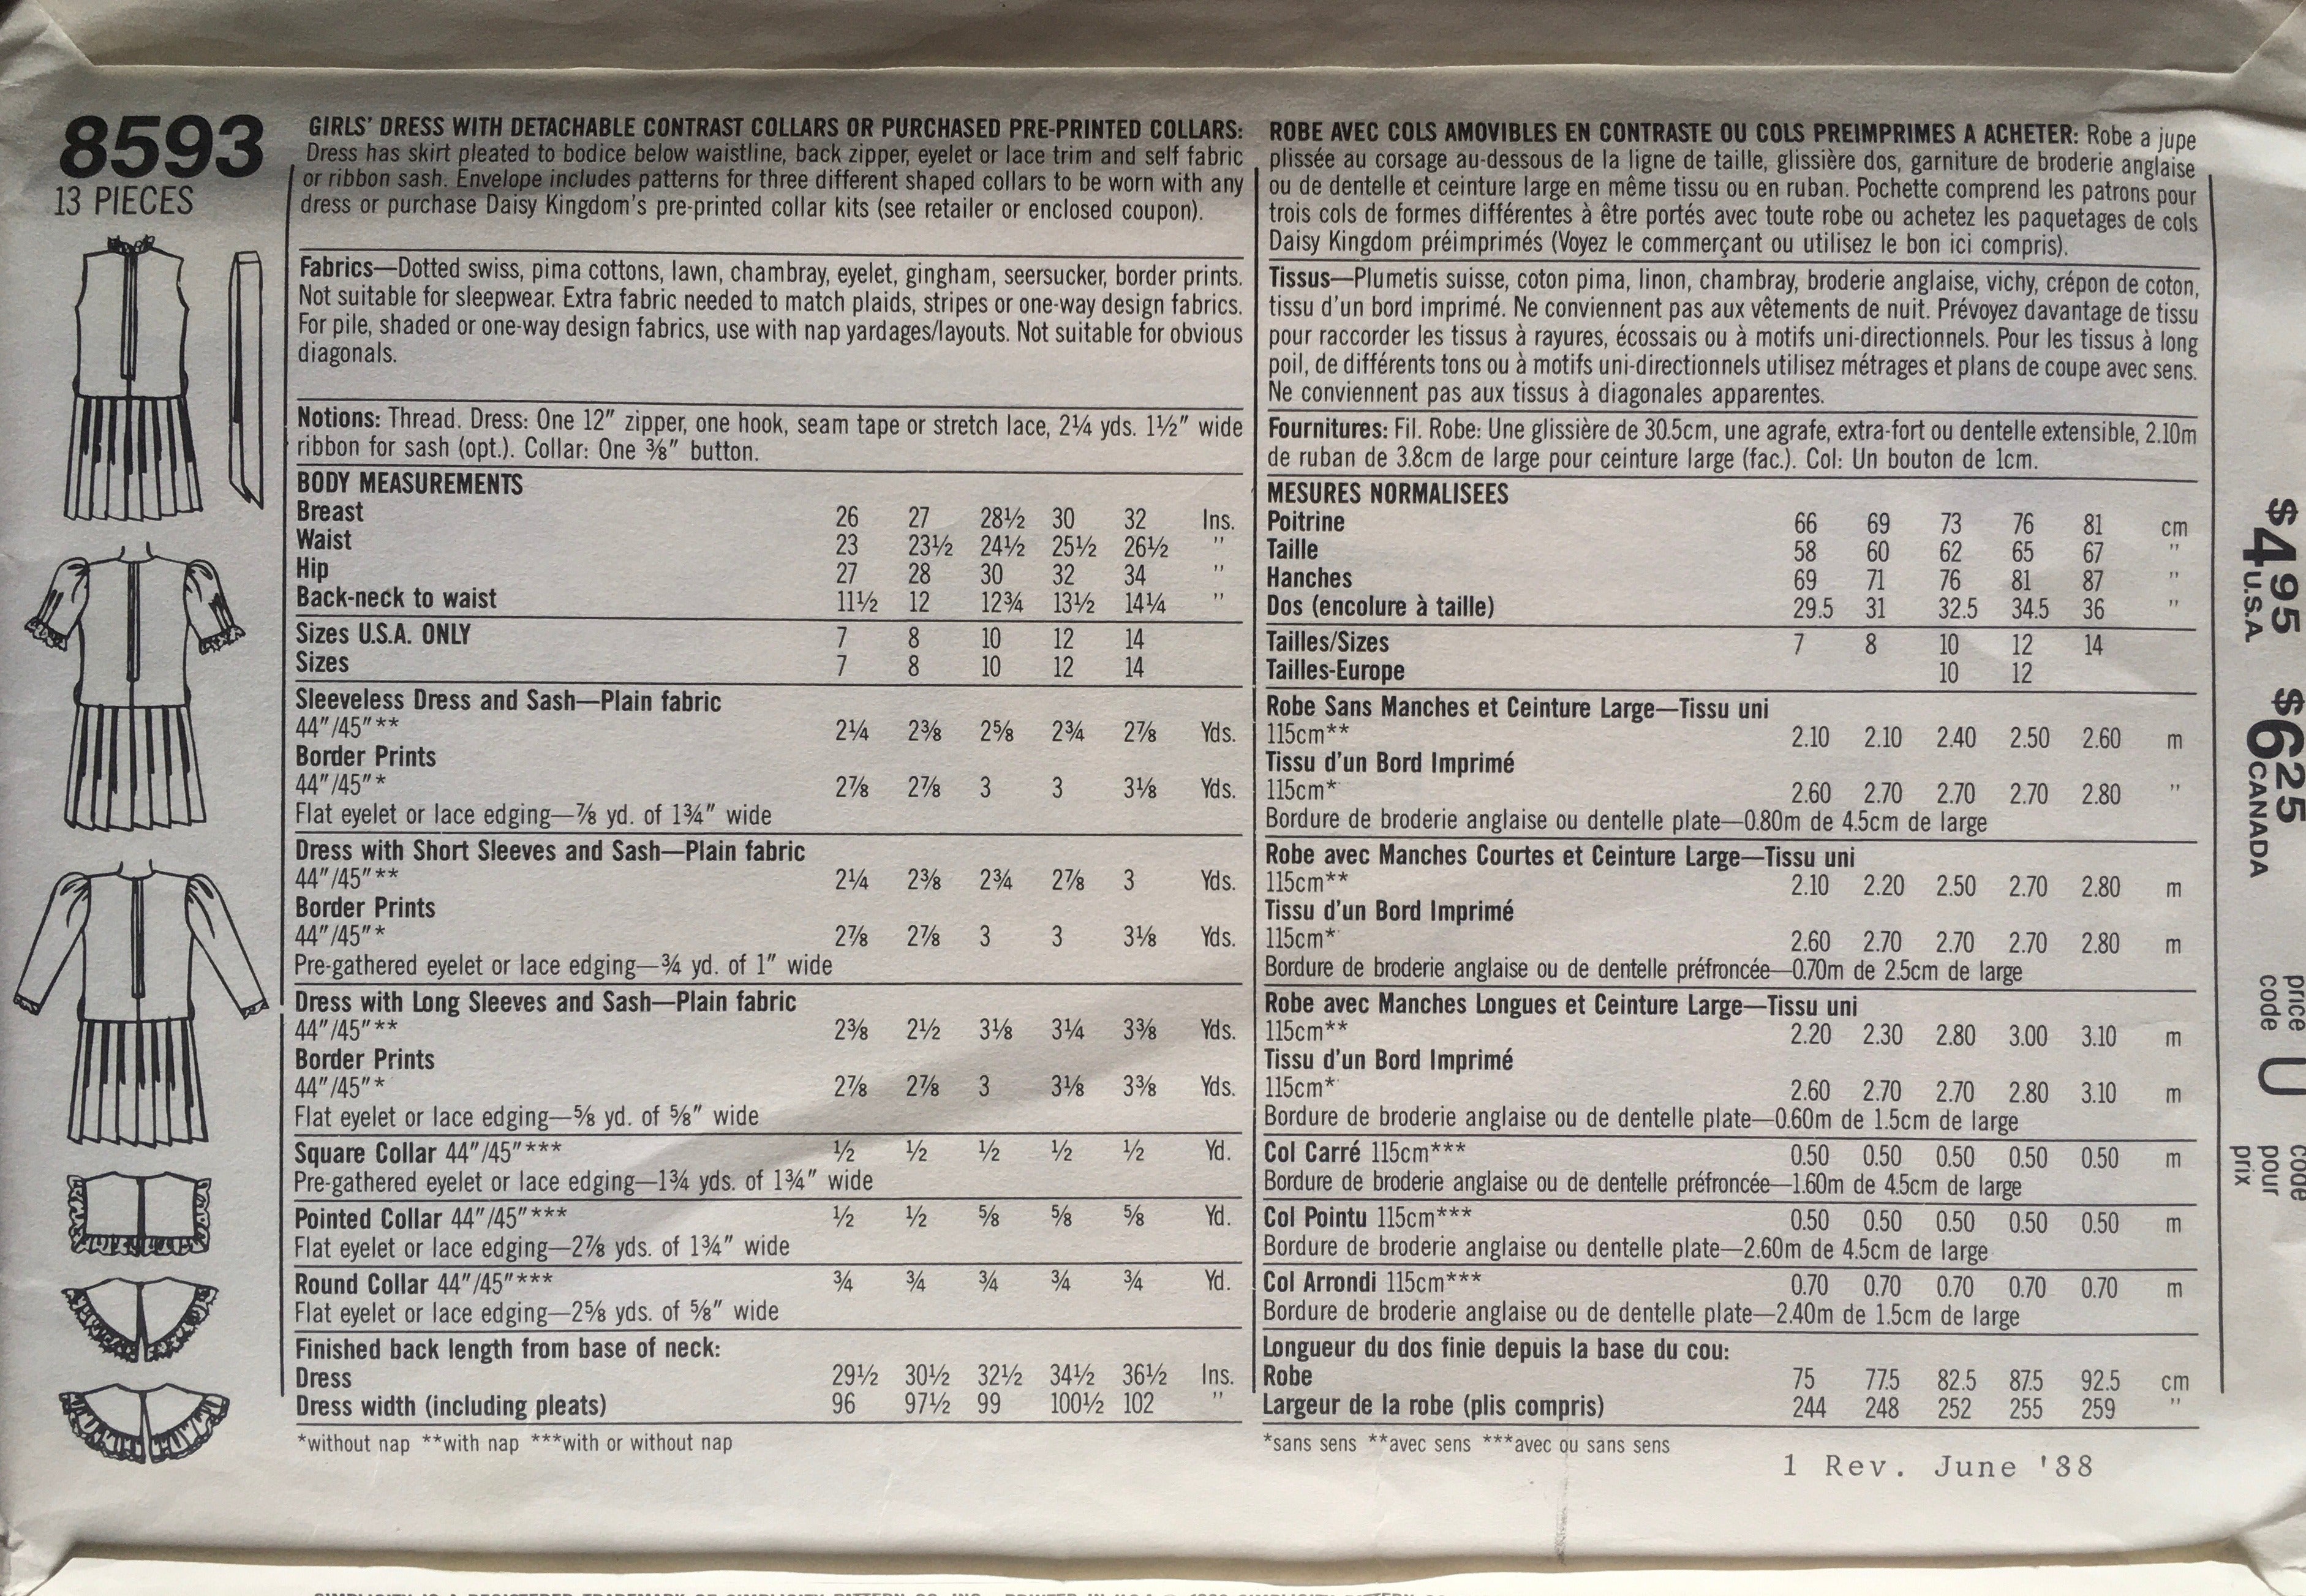 8593
13 PIECES
GIRLS' DRESS WITH DETACHABLE CONTRAST COLLARS OR PURCHASED PRE-PRINTED COLLARS:
Dress has skirt pleated to bodice below waistline, back zipper, eyelet or lace trim and self fabric
or ribbon sash. Envelope includes patterns for three different shaped collars to be worn with any
dress or purchase Daisy Kingdom's pre-printed collar kits (see retailer or enclosed coupon).
Fabrics—Dotted swiss, pima cottons, lawn, chambray, eyelet, gingham, seersucker, border prints.
Not suitable for sleepwear. Extra fabric needed to match plaids, stripes or one-way design fabrics.
For pile, shaded or one-way design fabrics, use with nap yardages/layouts. Not suitable for obvious
diagonals.
Notions: Thread. Dress: One 12" zipper, one hook, seam tape or stretch lace, 2¼ yds. 1½" wide
ribbon for sash (opt.). Collar: One ⅜" button.
BODY MEASUREMENTS
Breast 26 27 28½ 30 32 Ins.
Waist 23 23½ 24½ 25½ 26½ "
Hip 27 28 30 32 34 "
Back-neck to waist 11½ 12 12¾ 13½ 14¼ "
Sizes U.S.A. ONLY 7 8 10 12 14
Sizes 7 8 10 12 14
Sleeveless Dress and Sash—Plain fabric
44"/45"** 2¼ 2⅜ 2⅝ 2¾ 2⅞ Yds.
Border Prints
44"/45"* 2⅞ 2⅞ 3 3 3⅛ Yds.
Flat eyelet or lace edging—⅞ yd. of 1¾" wide
Dress with Short Sleeves and Sash—Plain fabric
44"/45"** 2¼ 2⅜ 2¾ 2⅞ 3 Yds.
Border Prints
44"/45"* 2⅞ 2⅞ 3 3 3⅛ Yds.
Pre-gathered eyelet or lace edging—¾ yd. of 1" wide
Dress with Long Sleeves and Sash—Plain fabric
44"/45"** 2⅜ 2½ 3⅛ 3¼ 3⅜ Yds.
Border Prints
44"/45"* 2⅞ 2⅞ 3 3⅛ 3⅜ Yds.
Flat eyelet or lace edging—⅝ yd. of ⅝" wide
Square Collar 44"/45"*** ½ ½ ½ ½ ½ Yd.
Pre-gathered eyelet or lace edging—1¾ yds. of 1¾" wide
Pointed Collar 44"/45"*** ½ ½ ⅝ ⅝ ⅝ Yd.
Flat eyelet or lace edging—2⅞ yds. of 1¾" wide
Round Collar 44"/45"*** ¾ ¾ ¾ ¾ ¾ Yd.
Flat eyelet or lace edging—2⅝ yds. of ⅝" wide
Finished back length from base of neck:
Dress 29½ 30½ 32½ 34½ 36½ Ins.
Dress width (including pleats) 96 97½ 99 100½ 102 "
*without nap **with nap ***with or without nap
ROBE AVEC COLS AMOVIBLES EN CONTRASTE OU COLS PREIMPRIMES A ACHETER: Robe a jupe
plissée au corsage au-dessous de la ligne de taille, glissière dos, garniture de broderie anglaise
ou de dentelle et ceinture large en même tissu ou en ruban. Pochette comprend les patrons pour
trois cols de formes différentes à être portés avec toute robe ou achetez les paquetages de cols
Daisy Kingdom préimprimés (Voyez le commerçant ou utilisez le bon ici compris).
Tissus—Plumetis suisse, coton pima, linon, chambray, broderie anglaise, vichy, crépon de coton,
tissu d'un bord imprimé. Ne conviennent pas aux vêtements de nuit. Prévoyez davantage de tissu
pour raccorder les tissus à rayures, écossais ou à motifs uni-directionnels. Pour les tissus à long
poil, de différents tons ou à motifs uni-directionnels utilisez métrages et plans de coupe avec sens.
Ne conviennent pas aux tissus à diagonales apparentes.
Fournitures: Fil. Robe: Une glissière de 30.5cm, une agrafe, extra-fort ou dentelle extensible, 2.10m
de ruban de 3.8cm de large pour ceinture large (fac.). Col: Un bouton de 1cm.
MESURES NORMALISEES
Poitrine 66 69 73 76 81 cm
Taille 58 60 62 65 67 "
Hanches 69 71 76 81 87 "
Dos (encolure à taille) 29.5 31 32.5 34.5 36 "
Tailles/Sizes 7 8 10 12 14
Tailles-Europe 10 12
Robe Sans Manches et Ceinture Large—Tissu uni
115cm** 2.10 2.10 2.40 2.50 2.60 m
Tissu d'un Bord Imprimé
115cm* 2.60 2.70 2.70 2.70 2.80 "
Bordure de broderie anglaise ou dentelle plate—0.80m de 4.5cm de large
Robe avec Manches Courtes et Ceinture Large—Tissu uni
115cm** 2.10 2.20 2.50 2.70 2.80 m
Tissu d'un Bord Imprimé
115cm* 2.60 2.70 2.70 2.70 2.80 m
Bordure de broderie anglaise ou de dentelle préfroncée—0.70m de 2.5cm de large
Robe avec Manches Longues et Ceinture Large—Tissu uni
115cm** 2.20 2.30 2.80 3.00 3.10 m
Tissu d'un Bord Imprimé
115cm* 2.60 2.70 2.70 2.80 3.10 m
Bordure de broderie anglaise ou de dentelle plate—0.60m de 1.5cm de large
Col Carré 115cm*** 0.50 0.50 0.50 0.50 0.50 m
Bordure de broderie anglaise ou de dentelle préfroncée—1.60m de 4.5cm de large
Col Pointu 115cm*** 0.50 0.50 0.50 0.50 0.50 m
Bordure de broderie anglaise ou dentelle plate—2.60m de 4.5cm de large
Col Arrondi 115cm*** 0.70 0.70 0.70 0.70 0.70 m
Bordure de broderie anglaise ou de dentelle plate—2.40m de 1.5cm de large
Longueur du dos finie depuis la base du cou:
Robe 75 77.5 82.5 87.5 92.5 cm
Largeur de la robe (plis compris) 244 248 252 255 259 "
*sans sens **avec sens ***avec ou sans sens
1 Rev. June '88
$4.95 U.S.A.
$6.25 CANADA
price
code
U
code
pour
prix